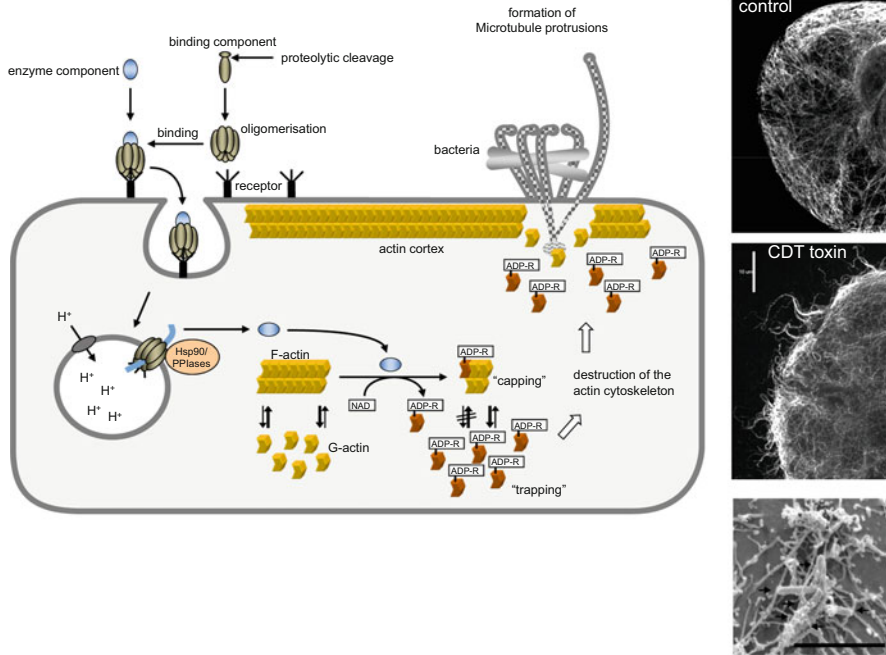 formation of
Microtubule protrusions
binding component
proteolytic cleavage
enzyme component
oligomerisation
binding
bacteria
receptor
actin cortex
ADP-R
ADP-R
ADP-R
ADP-R
ADP-R
H⁺
Hsp90/
PPIases
H⁺
H⁺
H⁺
H⁺
F-actin
ADP-R
"capping"
NAD
ADP-R
destruction of the
actin cytoskeleton
G-actin
ADP-R
ADP-R
ADP-R
ADP-R
ADP-R
"trapping"
control
CDT toxin
10 µm